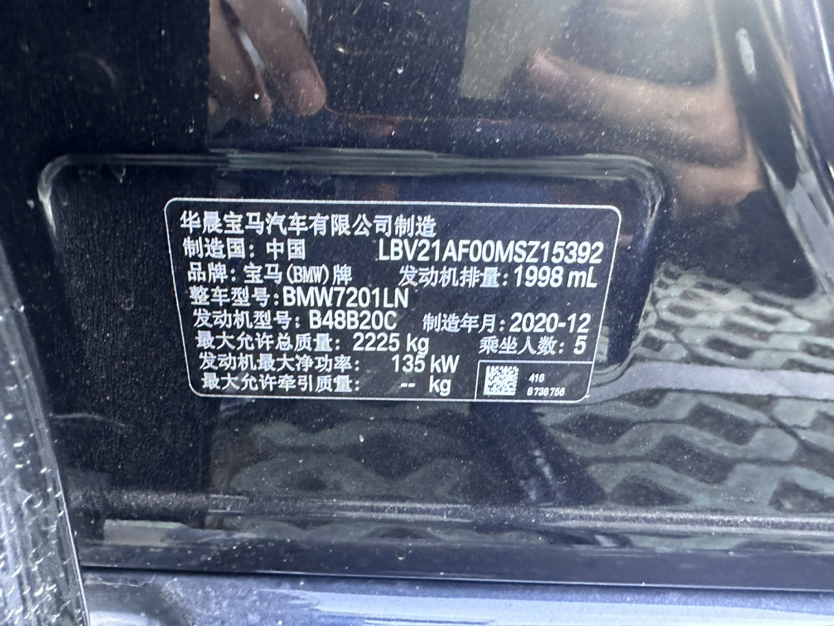 华晨宝马汽车有限公司制造
制造国：中国 LBV21AF00MSZ15392
品牌：宝马(BMW)牌 发动机排量：1998 mL
整车型号：BMW7201LN
发动机型号：B48B20C 制造年月：2020-12
最大允许总质量：2225 kg 乘坐人数：5
发动机最大净功率：135 kW
最大允许牵引质量：-- kg
416
8738756